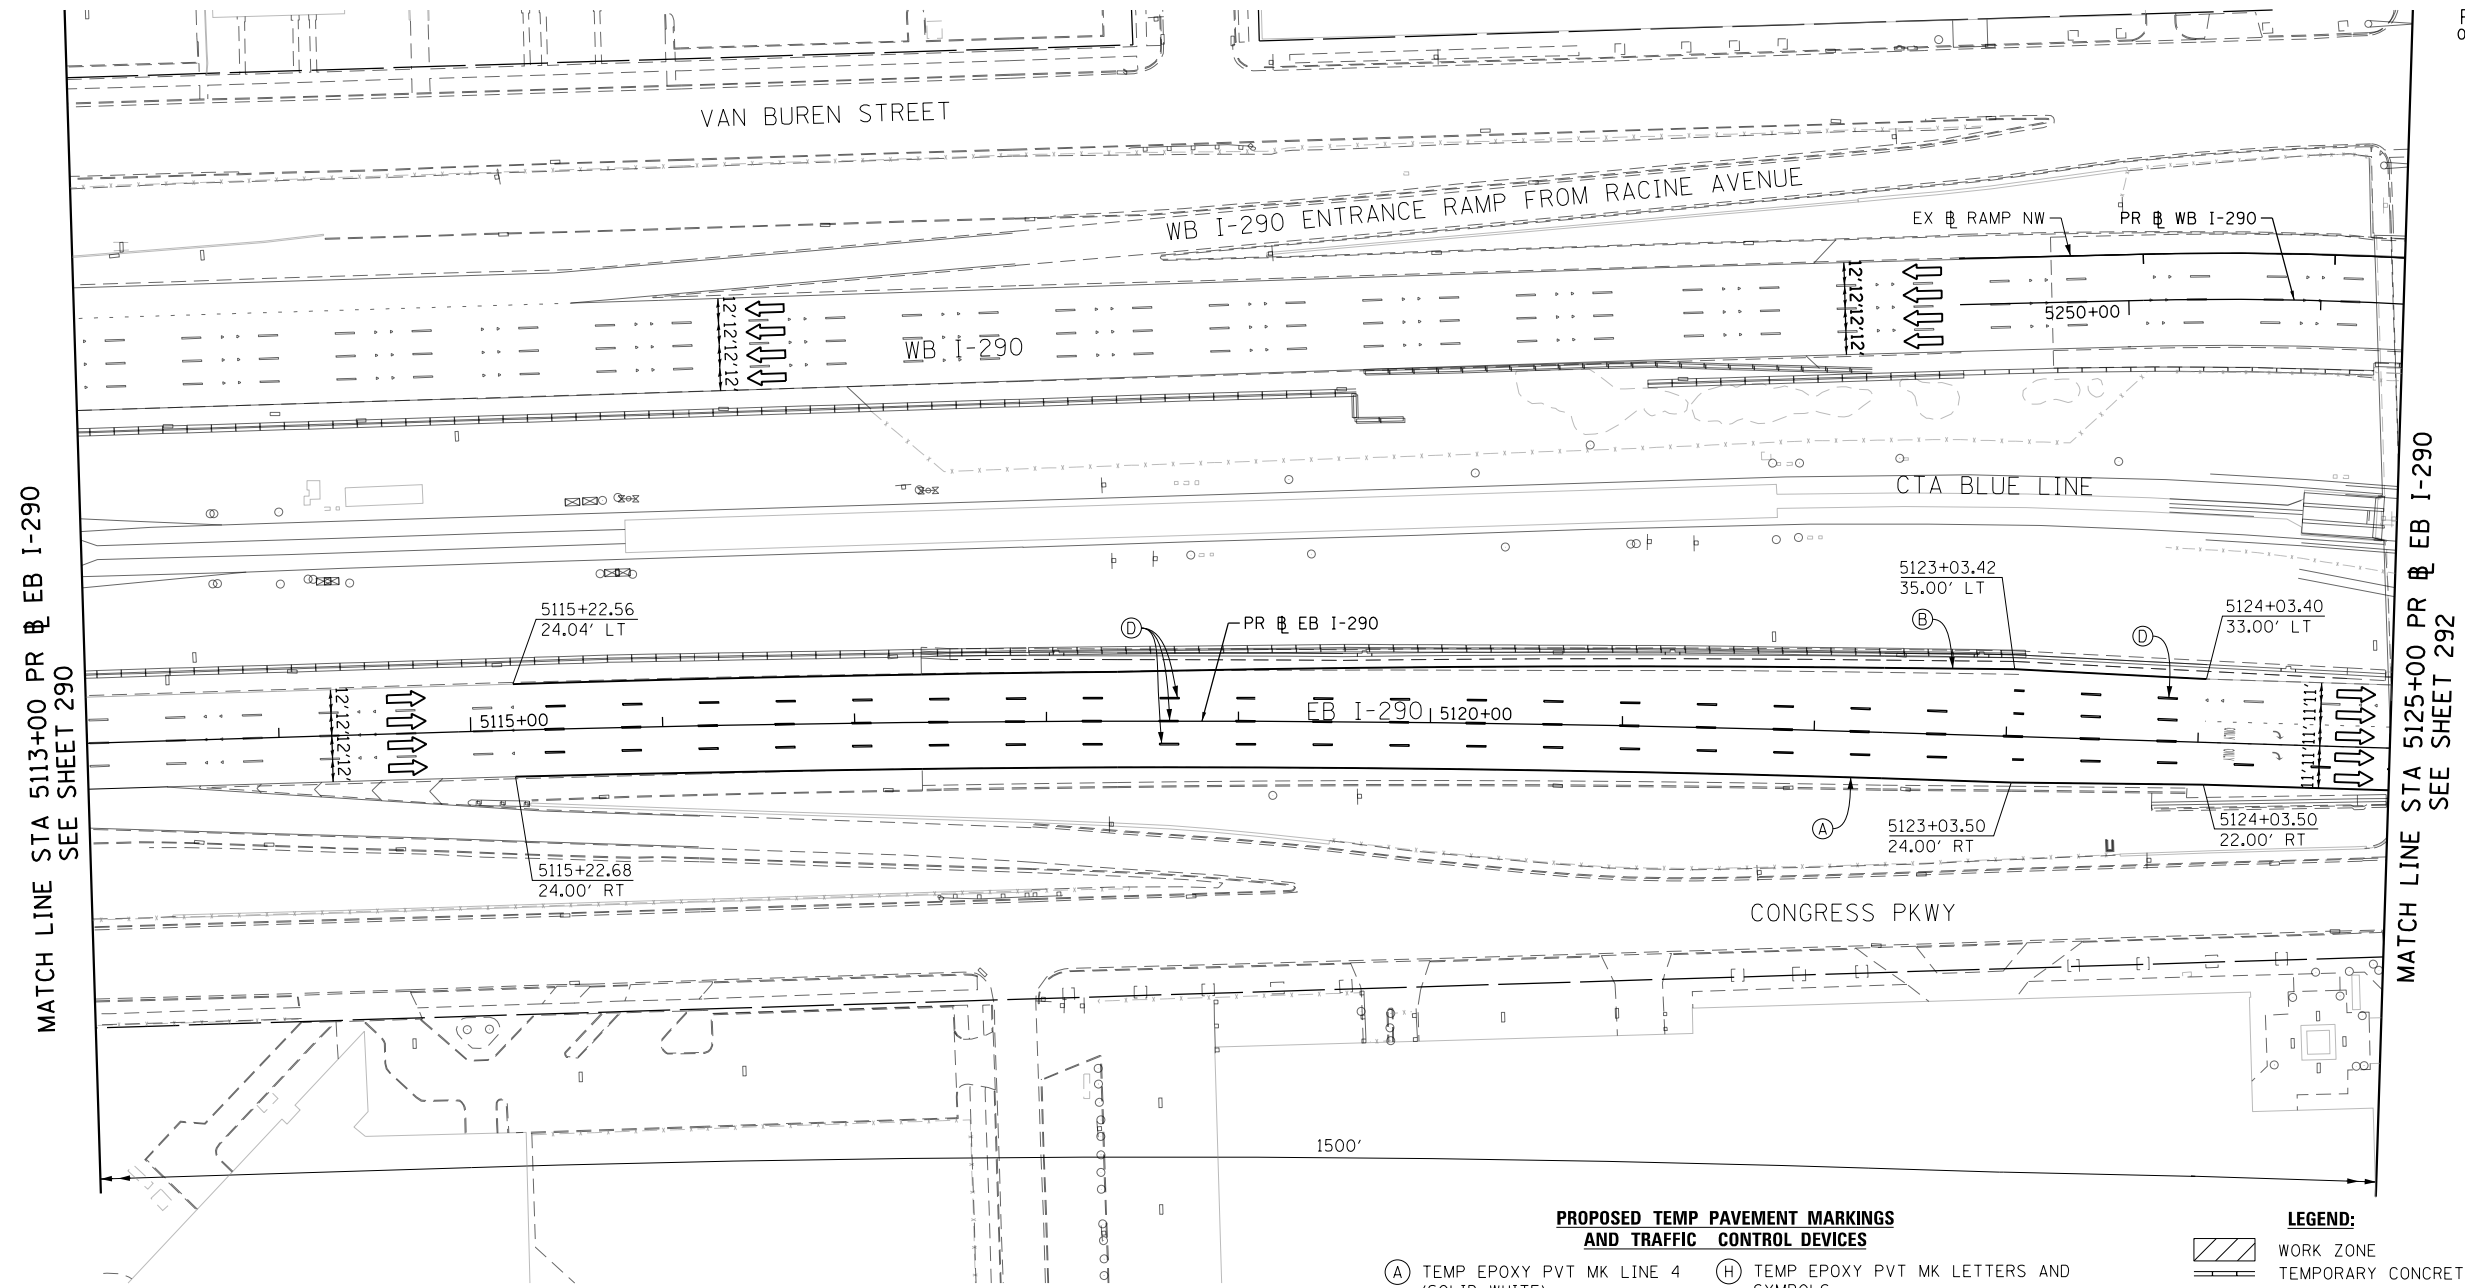 VAN BUREN STREET
WB I-290 ENTRANCE RAMP FROM RACINE AVENUE
EX ⅊ RAMP NW
PR ⅊ WB I-290
5250+00
12' 12' 12' 12'
12' 12' 12' 12'
WB I-290
CTA BLUE LINE
MATCH LINE STA 5113+00 PR ⅊ EB I-290
SEE SHEET 290
MATCH LINE STA 5125+00 PR ⅊ EB I-290
SEE SHEET 292
5115+22.56
24.04' LT
D
PR ⅊ EB I-290
5123+03.42
35.00' LT
B
D
5124+03.40
33.00' LT
12' 12' 12' 12'
5115+00
EB I-290
5120+00
11' 11' 11' 11' 11'
A
5123+03.50
24.00' RT
5124+03.50
22.00' RT
5115+22.68
24.00' RT
CONGRESS PKWY
1500'
PROPOSED TEMP PAVEMENT MARKINGS
AND TRAFFIC CONTROL DEVICES
A TEMP EPOXY PVT MK LINE 4
H TEMP EPOXY PVT MK LETTERS AND
LEGEND:
WORK ZONE
TEMPORARY CONCRET